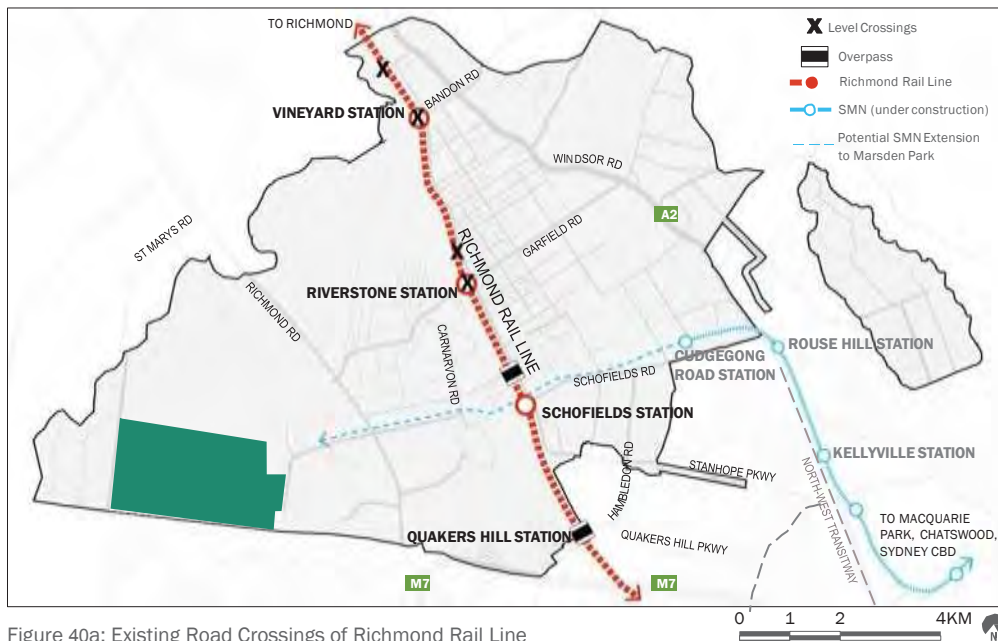 TO RICHMOND
X Level Crossings
Overpass
Richmond Rail Line
SMN (under construction)
Potential SMN Extension
to Marsden Park
BANDON RD
VINEYARD STATION
WINDSOR RD
A2
ST MARYS RD
GARFIELD RD
RICHMOND RAIL LINE
RICHMOND RD
RIVERSTONE STATION
CARNARVON RD
CUDGEGONG
ROAD STATION
ROUSE HILL STATION
SCHOFIELDS RD
SCHOFIELDS STATION
HAMBLEDON RD
STANHOPE PKWY
KELLYVILLE STATION
NORTH-WEST TRANSITWAY
QUAKERS HILL STATION
QUAKERS HILL PKWY
TO MACQUARIE
PARK, CHATSWOOD,
SYDNEY CBD
M7
M7
0 1 2 4KM
N
Figure 40a: Existing Road Crossings of Richmond Rail Line